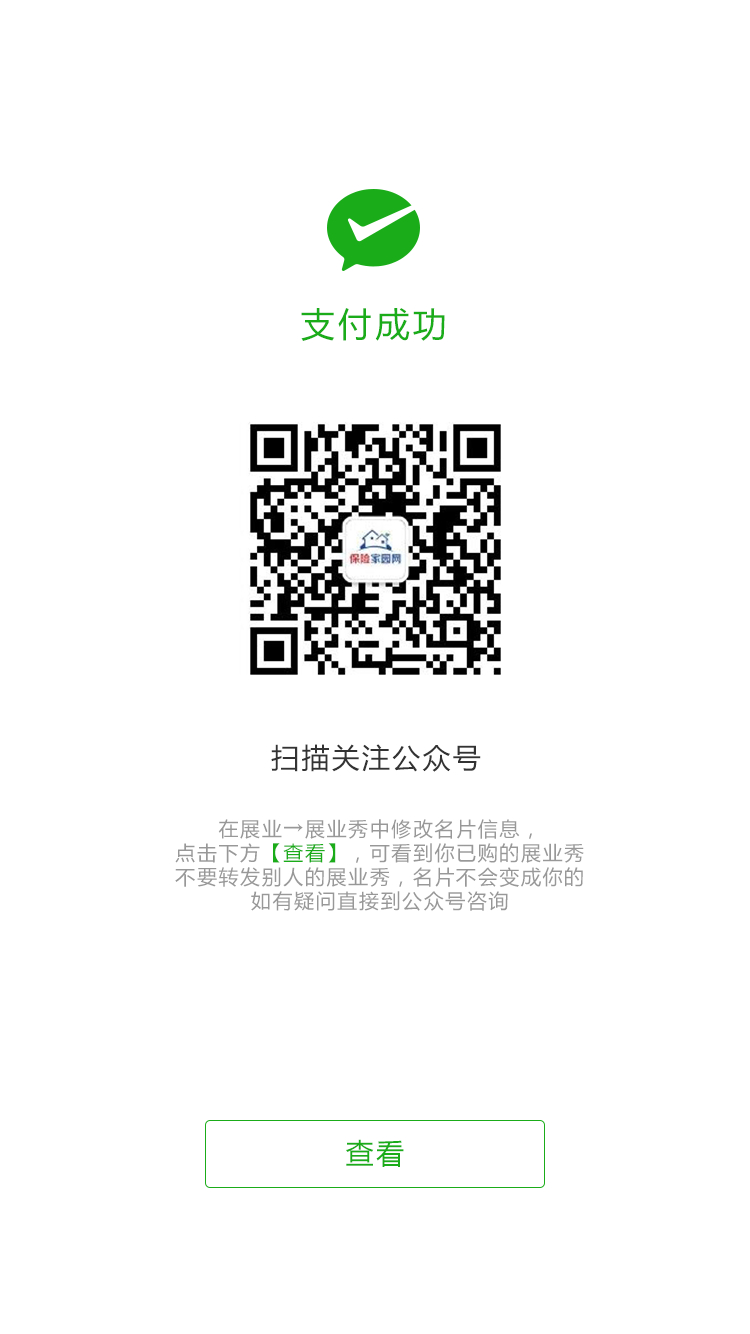 支付成功
保险家园网
扫描关注公众号
在展业→展业秀中修改名片信息，
点击下方【查看】，可看到你已购的展业秀
不要转发别人的展业秀，名片不会变成你的
如有疑问直接到公众号咨询
查看